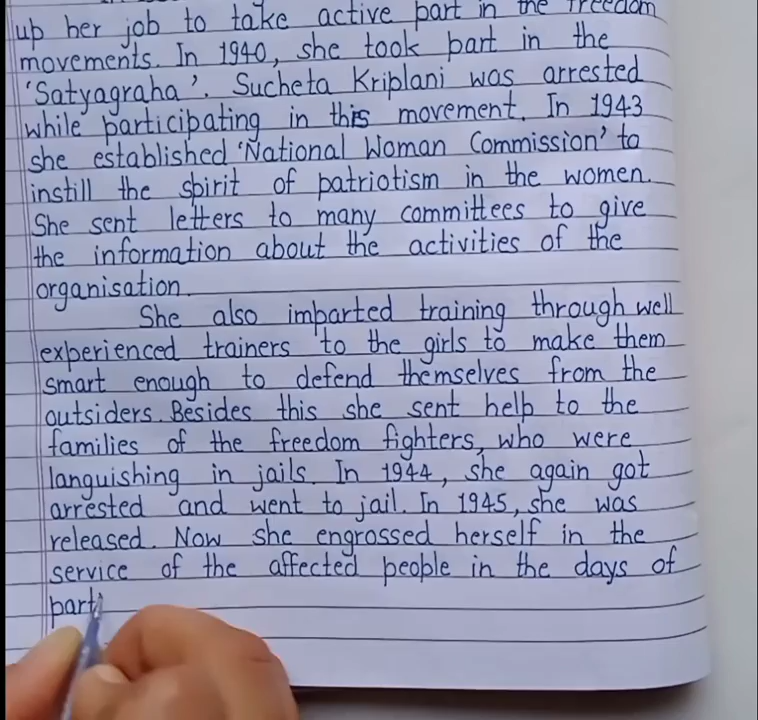 up her job to take active part in the freedom
movements. In 1940, she took part in the
'Satyagraha'. Sucheta Kriplani was arrested
while participating in this movement. In 1943
she established 'National Woman Commission' to
instill the spirit of patriotism in the women.
She sent letters to many committees to give
the information about the activities of the
organisation.
She also imparted training through well
experienced trainers to the girls to make them
smart enough to defend themselves from the
outsiders. Besides this she sent help to the
families of the freedom fighters, who were
languishing in jails. In 1944, she again got
arrested and went to jail. In 1945, she was
released. Now she engrossed herself in the
service of the affected people in the days of
part